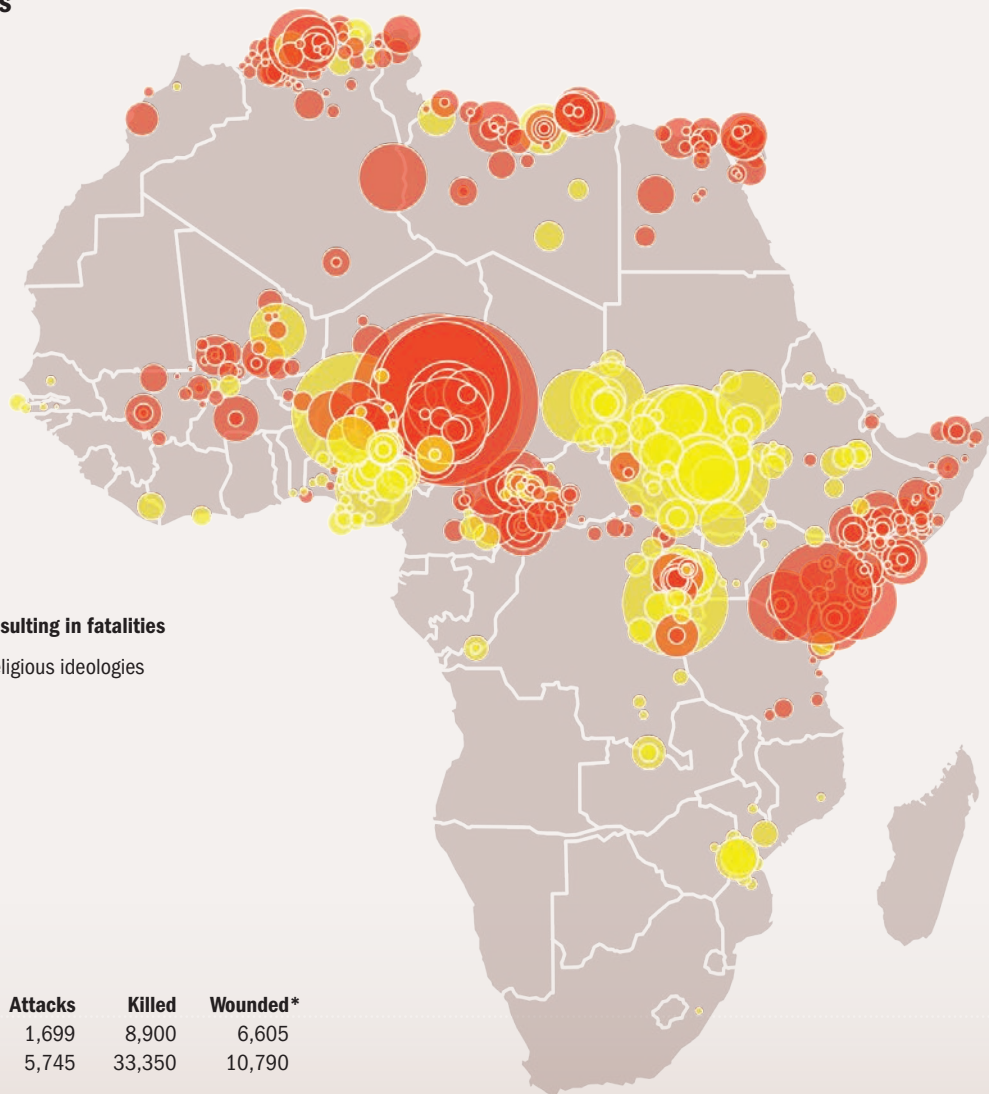 s
sulting in fatalities
eligious ideologies
Attacks Killed Wounded*
1,699 8,900 6,605
5,745 33,350 10,790